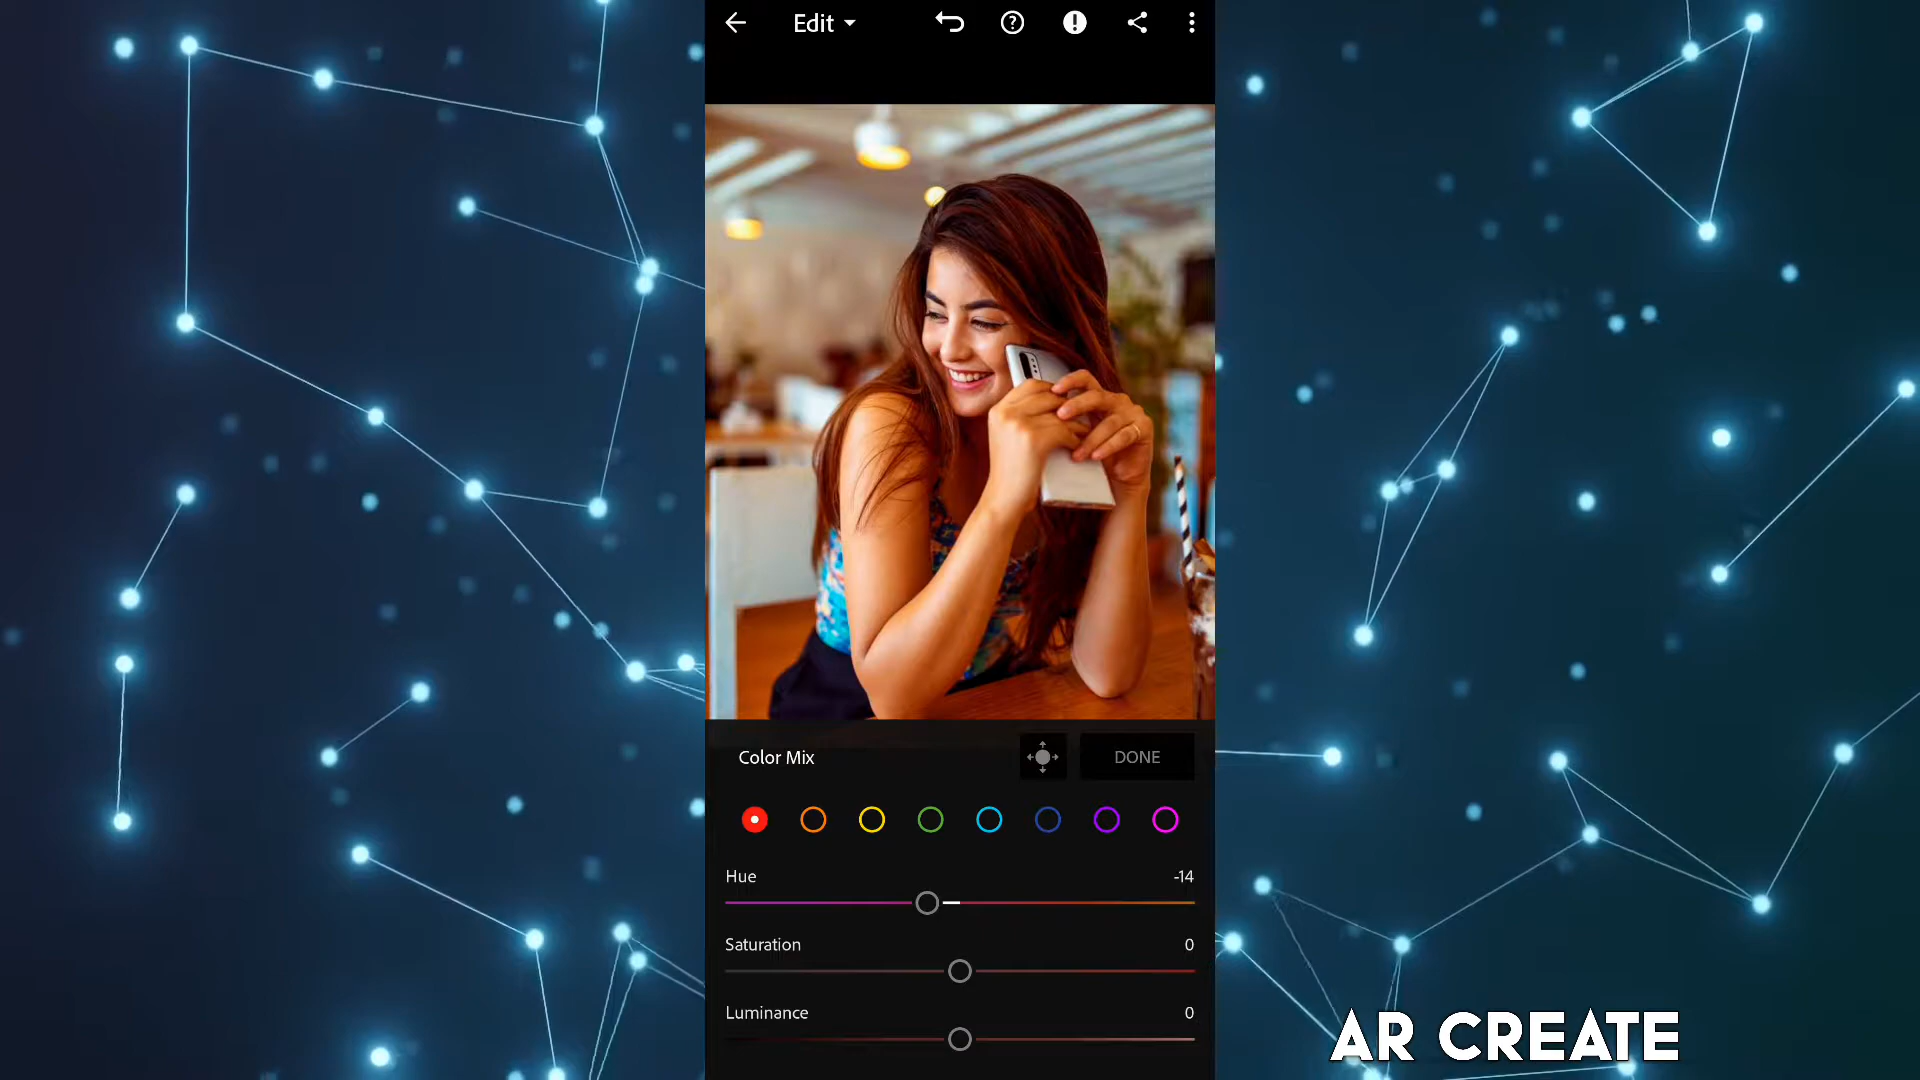 Edit
Color Mix
DONE
Hue -14
Saturation 0
Luminance 0
AR CREATE